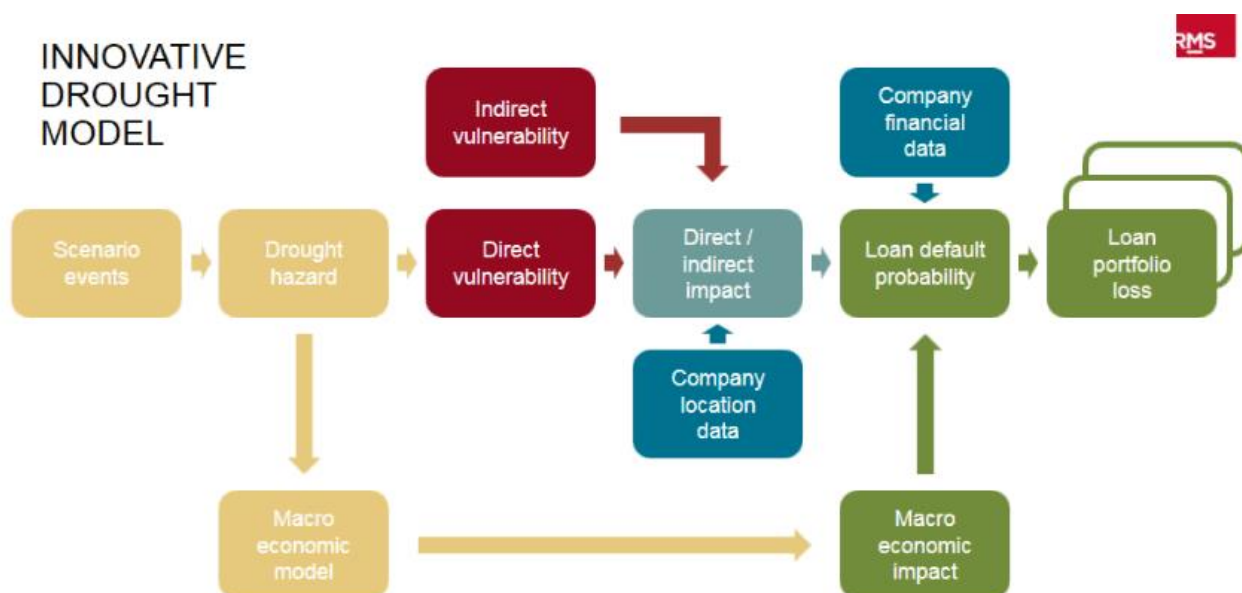 INNOVATIVE
DROUGHT
MODEL
RMS
Indirect
vulnerability
Company
financial
data
Scenario
events
Drought
hazard
Direct
vulnerability
Direct /
indirect
impact
Loan default
probability
Loan
portfolio
loss
Company
location
data
Macro
economic
model
Macro
economic
impact